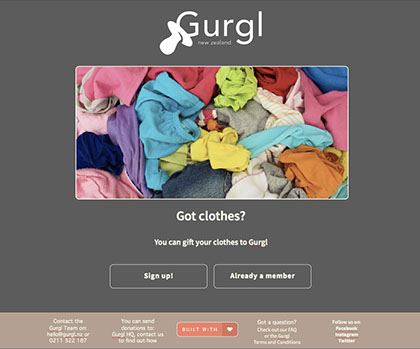 Gurgl
new zealand
Got clothes?
You can gift your clothes to Gurgl
Sign up!
Already a member
Contact the
Gurgl Team on:
hello@gurgl.nz or
0211 522 187
You can send
donations to:
Gurgl HQ, contact us
to find out how
BUILT WITH
Got a question?
Check out our FAQ
or the Gurgl
Terms and Conditions
Follow us on:
Facebook
Instagram
Twitter